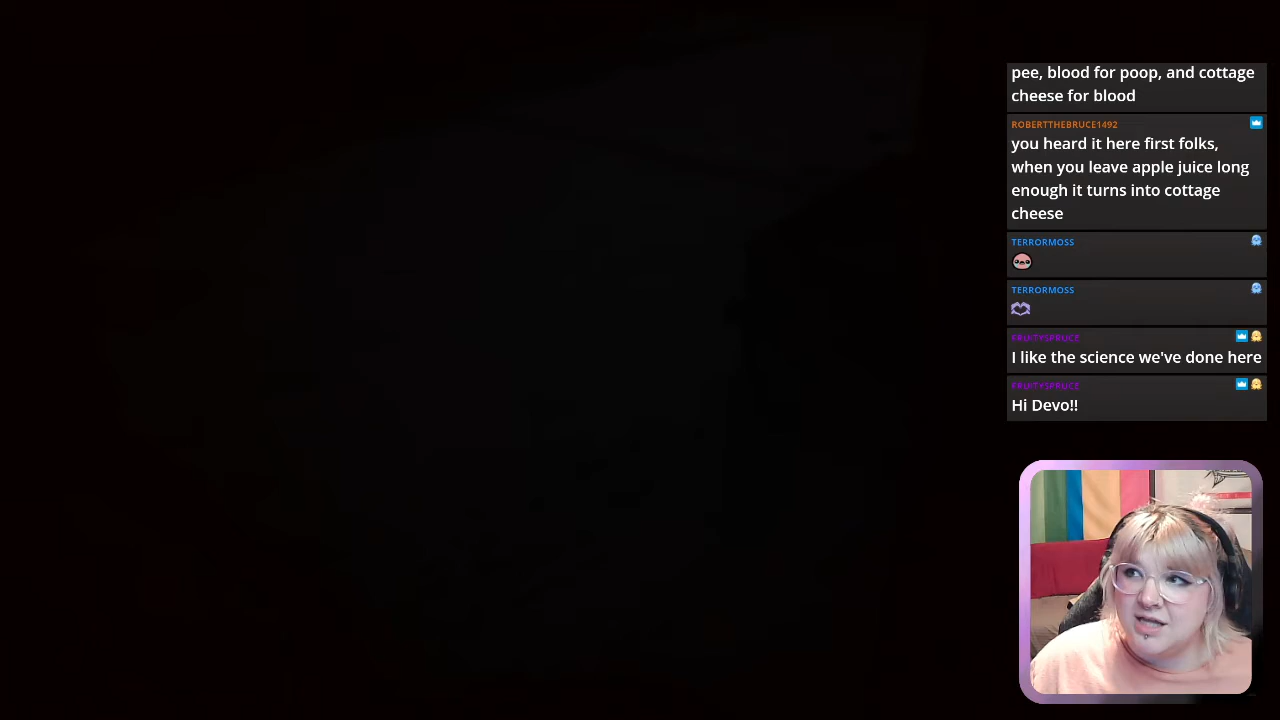 pee, blood for poop, and cottage
cheese for blood
ROBERTTHEBRUCE1492
you heard it here first folks,
when you leave apple juice long
enough it turns into cottage
cheese
TERRORMOSS
TERRORMOSS
FRUITYSPRUCE
I like the science we've done here
FRUITYSPRUCE
Hi Devo!!